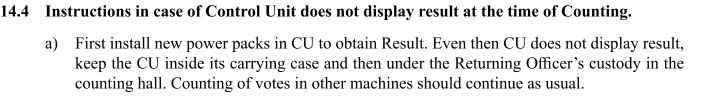 14.4 Instructions in case of Control Unit does not display result at the time of Counting.
a) First install new power packs in CU to obtain Result. Even then CU does not display result,
keep the CU inside its carrying case and then under the Returning Officer’s custody in the
counting hall. Counting of votes in other machines should continue as usual.